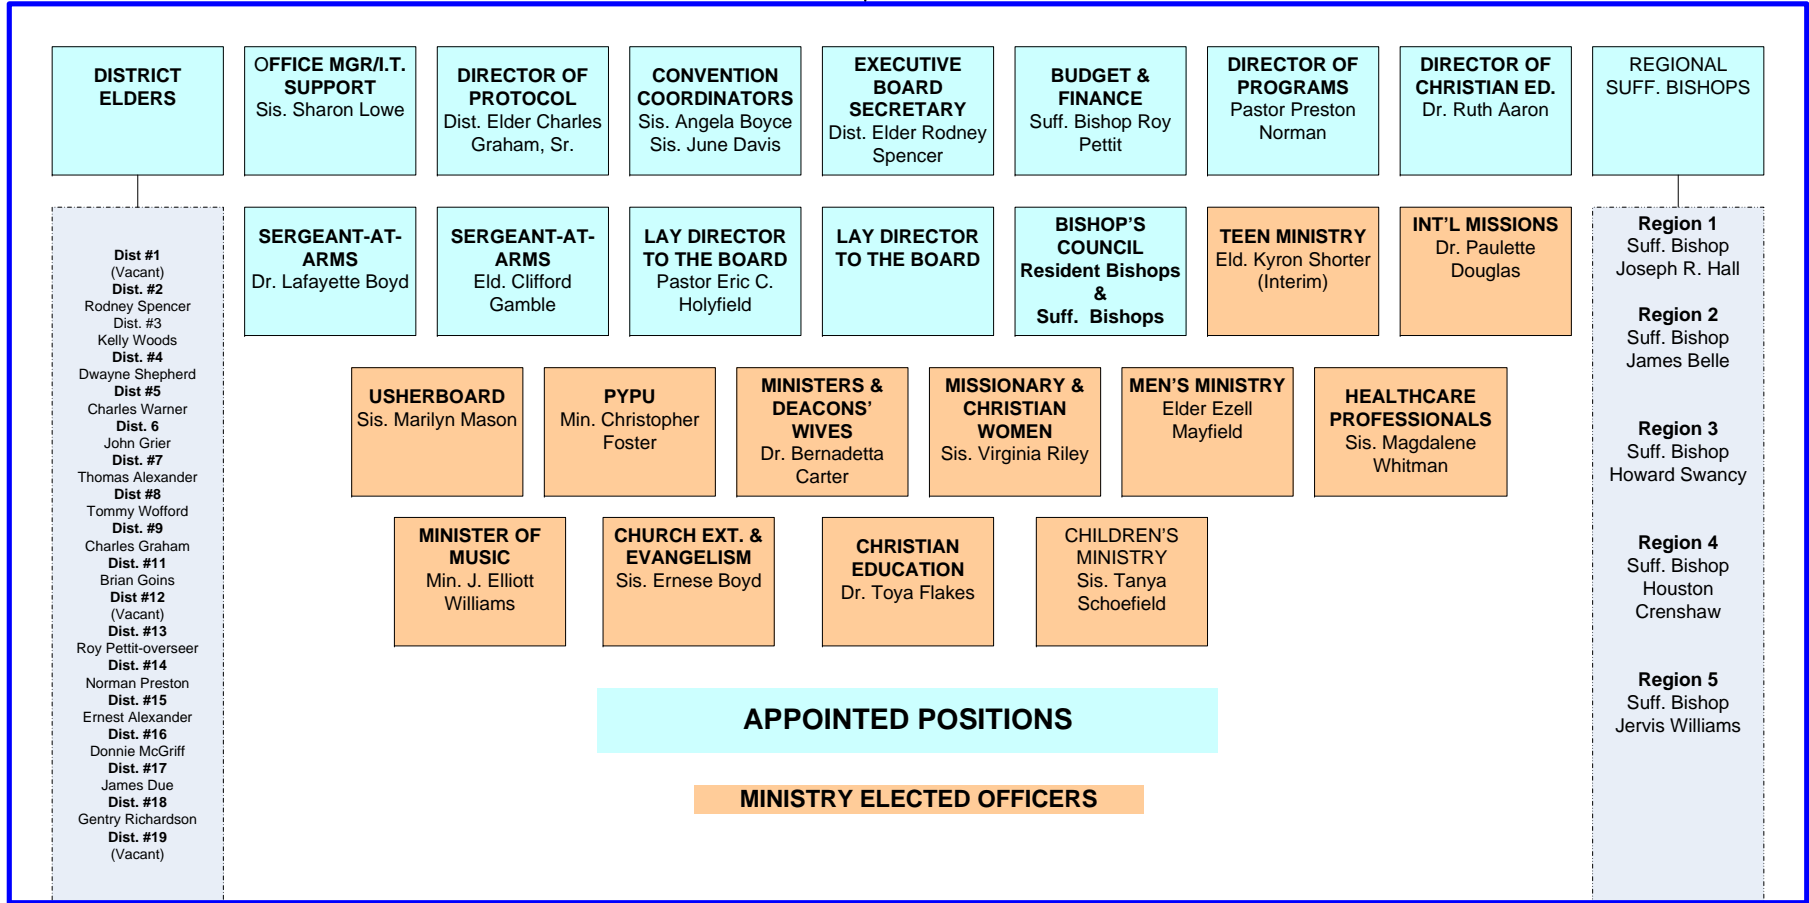 DISTRICT
ELDERS
OFFICE MGR/I.T.
SUPPORT
Sis. Sharon Lowe
DIRECTOR OF
PROTOCOL
Dist. Elder Charles
Graham, Sr.
CONVENTION
COORDINATORS
Sis. Angela Boyce
Sis. June Davis
EXECUTIVE
BOARD
SECRETARY
Dist. Elder Rodney
Spencer
BUDGET &
FINANCE
Suff. Bishop Roy
Pettit
DIRECTOR OF
PROGRAMS
Pastor Preston
Norman
DIRECTOR OF
CHRISTIAN ED.
Dr. Ruth Aaron
REGIONAL
SUFF. BISHOPS
Dist #1
(Vacant)
Dist. #2
Rodney Spencer
Dist. #3
Kelly Woods
Dist. #4
Dwayne Shepherd
Dist #5
Charles Warner
Dist. 6
John Grier
Dist. #7
Thomas Alexander
Dist #8
Tommy Wofford
Dist. #9
Charles Graham
Dist. #11
Brian Goins
Dist #12
(Vacant)
Dist. #13
Roy Pettit-overseer
Dist. #14
Norman Preston
Dist. #15
Ernest Alexander
Dist. #16
Donnie McGriff
Dist. #17
James Due
Dist. #18
Gentry Richardson
Dist. #19
(Vacant)
SERGEANT-AT-
ARMS
Dr. Lafayette Boyd
SERGEANT-AT-
ARMS
Eld. Clifford
Gamble
LAY DIRECTOR
TO THE BOARD
Pastor Eric C.
Holyfield
LAY DIRECTOR
TO THE BOARD
BISHOP'S
COUNCIL
Resident Bishops
&
Suff. Bishops
TEEN MINISTRY
Eld. Kyron Shorter
(Interim)
INT'L MISSIONS
Dr. Paulette
Douglas
Region 1
Suff. Bishop
Joseph R. Hall
Region 2
Suff. Bishop
James Belle
Region 3
Suff. Bishop
Howard Swancy
Region 4
Suff. Bishop
Houston
Crenshaw
Region 5
Suff. Bishop
Jervis Williams
USHERBOARD
Sis. Marilyn Mason
PYPU
Min. Christopher
Foster
MINISTERS &
DEACONS'
WIVES
Dr. Bernadetta
Carter
MISSIONARY &
CHRISTIAN
WOMEN
Sis. Virginia Riley
MEN'S MINISTRY
Elder Ezell
Mayfield
HEALTHCARE
PROFESSIONALS
Sis. Magdalene
Whitman
MINISTER OF
MUSIC
Min. J. Elliott
Williams
CHURCH EXT. &
EVANGELISM
Sis. Ernese Boyd
CHRISTIAN
EDUCATION
Dr. Toya Flakes
CHILDREN'S
MINISTRY
Sis. Tanya
Schoefield
APPOINTED POSITIONS
MINISTRY ELECTED OFFICERS